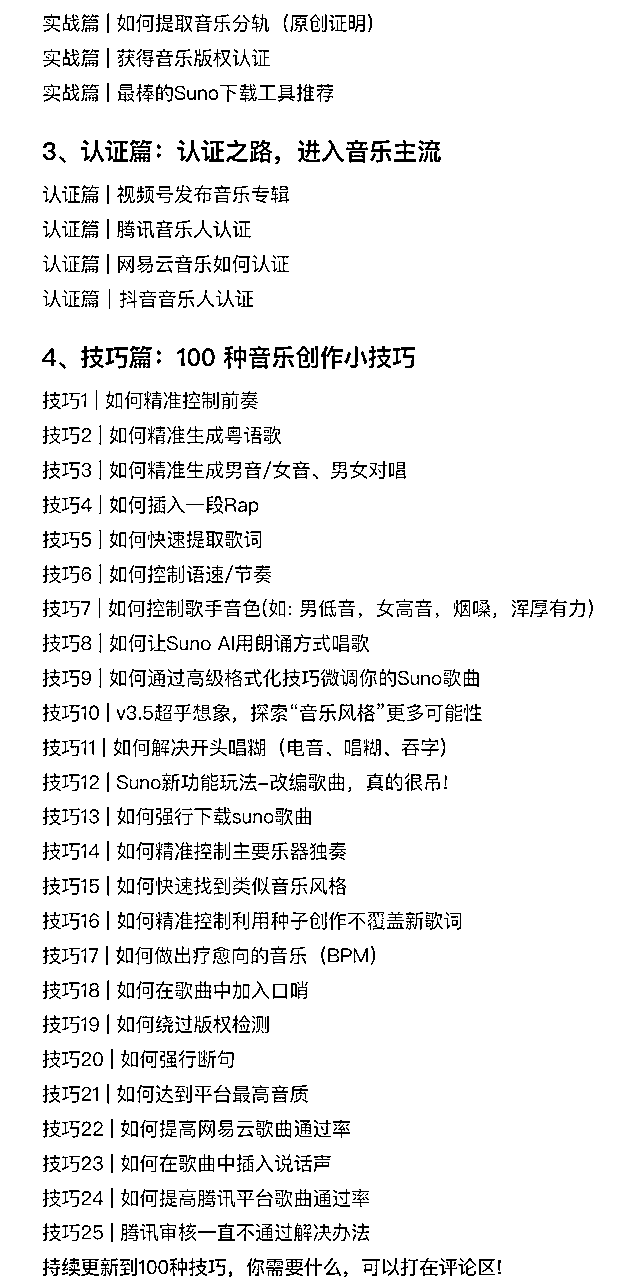 实战篇 | 如何提取音乐分轨（原创证明）
实战篇 | 获得音乐版权认证
实战篇 | 最棒的Suno下载工具推荐
3、认证篇：认证之路，进入音乐主流
认证篇 | 视频号发布音乐专辑
认证篇 | 腾讯音乐人认证
认证篇 | 网易云音乐如何认证
认证篇 | 抖音音乐人认证
4、技巧篇：100 种音乐创作小技巧
技巧1 | 如何精准控制前奏
技巧2 | 如何精准生成粤语歌
技巧3 | 如何精准生成男音/女音、男女对唱
技巧4 | 如何插入一段Rap
技巧5 | 如何快速提取歌词
技巧6 | 如何控制语速/节奏
技巧7 | 如何控制歌手音色(如: 男低音，女高音，烟嗓，浑厚有力)
技巧8 | 如何让Suno AI用朗诵方式唱歌
技巧9 | 如何通过高级格式化技巧微调你的Suno歌曲
技巧10 | v3.5超乎想象，探索“音乐风格”更多可能性
技巧11 | 如何解决开头唱糊（电音、唱糊、吞字）
技巧12 | Suno新功能玩法-改编歌曲，真的很吊!
技巧13 | 如何强行下载suno歌曲
技巧14 | 如何精准控制主要乐器独奏
技巧15 | 如何快速找到类似音乐风格
技巧16 | 如何精准控制利用种子创作不覆盖新歌词
技巧17 | 如何做出疗愈向的音乐（BPM）
技巧18 | 如何在歌曲中加入口哨
技巧19 | 如何绕过版权检测
技巧20 | 如何强行断句
技巧21 | 如何达到平台最高音质
技巧22 | 如何提高网易云歌曲通过率
技巧23 | 如何在歌曲中插入说话声
技巧24 | 如何提高腾讯平台歌曲通过率
技巧25 | 腾讯审核一直不通过解决办法
持续更新到100种技巧，你需要什么，可以打在评论区!